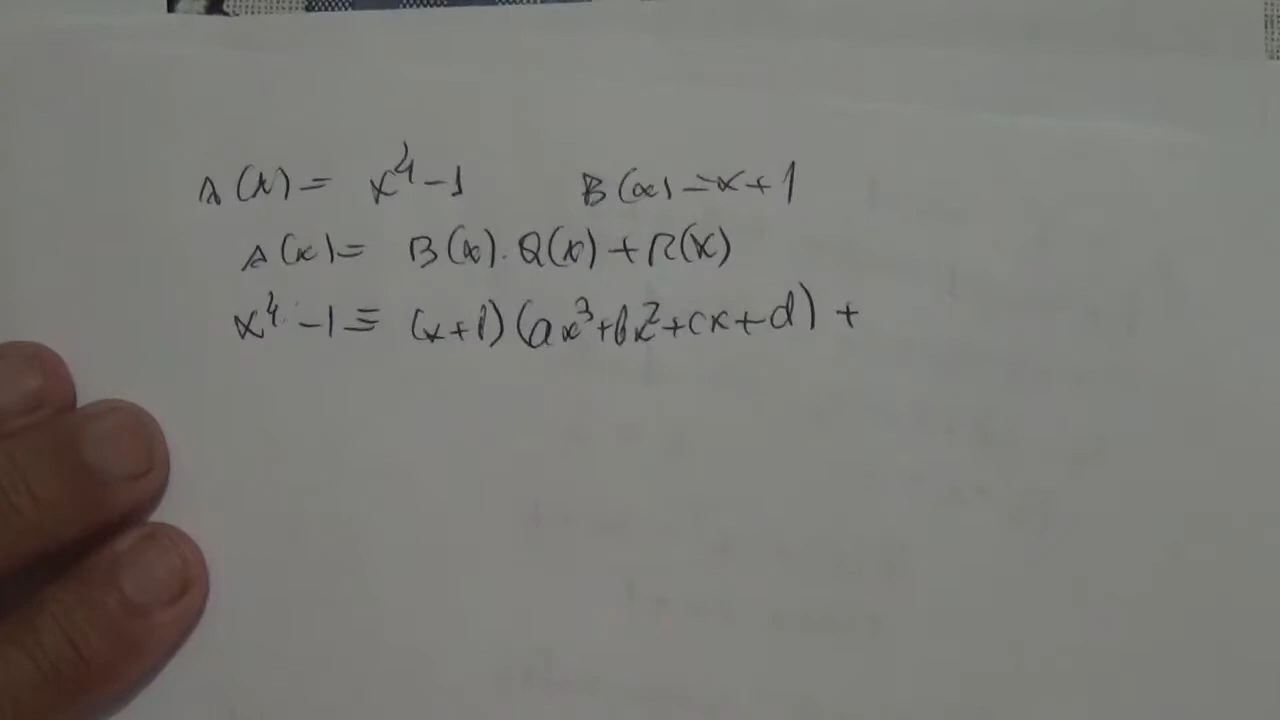 A(x) = x⁴ - 1 B(x) = x + 1
A(x) = B(x) . Q(x) + R(x)
x⁴ - 1 ≡ (x + 1) (ax³ + bx² + cx + d) +